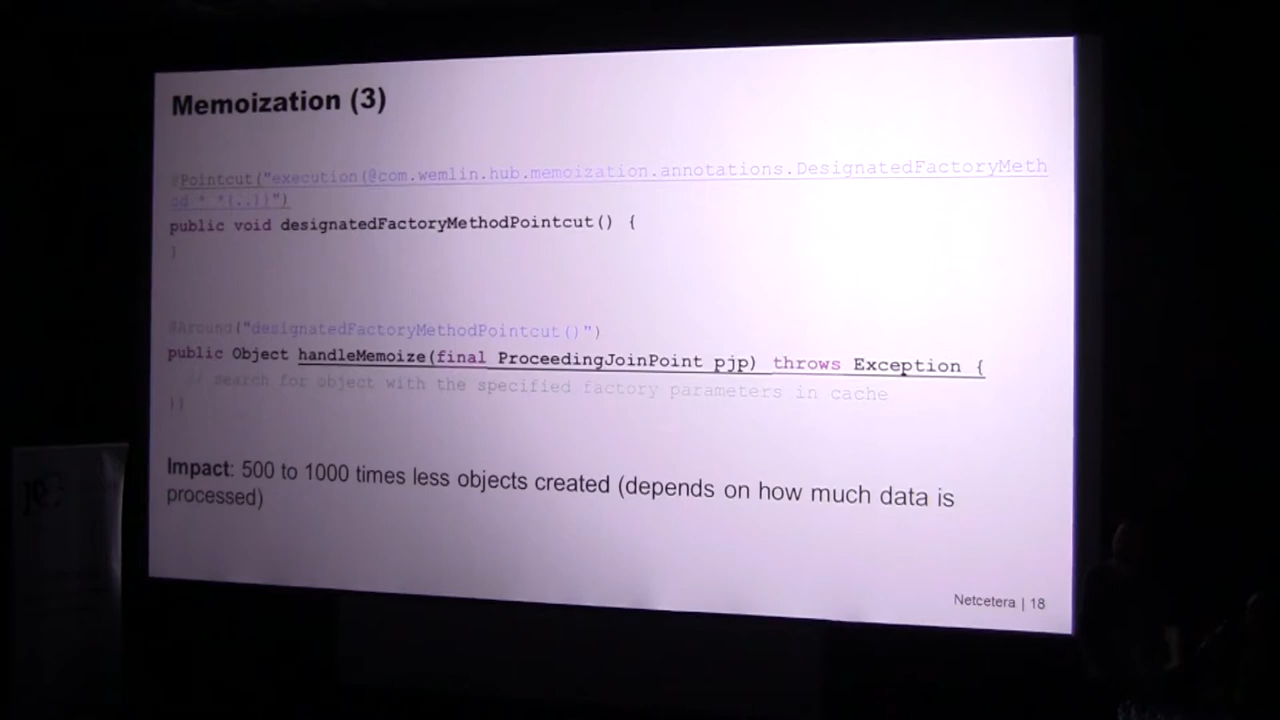 Memoization (3)
@Pointcut("execution(@com.wemlin.hub.memoization.annotations.DesignatedFactoryMeth
od * *(..))")
public void designatedFactoryMethodPointcut() {
}
@Around("designatedFactoryMethodPointcut()")
public Object handleMemoize(final ProceedingJoinPoint pjp) throws Exception {
// search for object with the specified factory parameters in cache
}}
Impact: 500 to 1000 times less objects created (depends on how much data is
processed)
Netcetera | 18